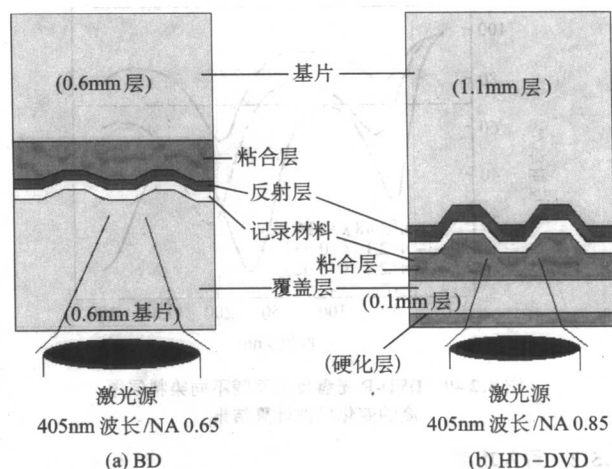 基片
(0.6mm层)
(1.1mm层)
粘合层
反射层
记录材料
粘合层
覆盖层
(0.1mm层)
(0.6mm基片)
(硬化层)
激光源
405nm 波长/NA 0.65
(a) BD
激光源
405nm 波长/NA 0.85
(b) HD-DVD